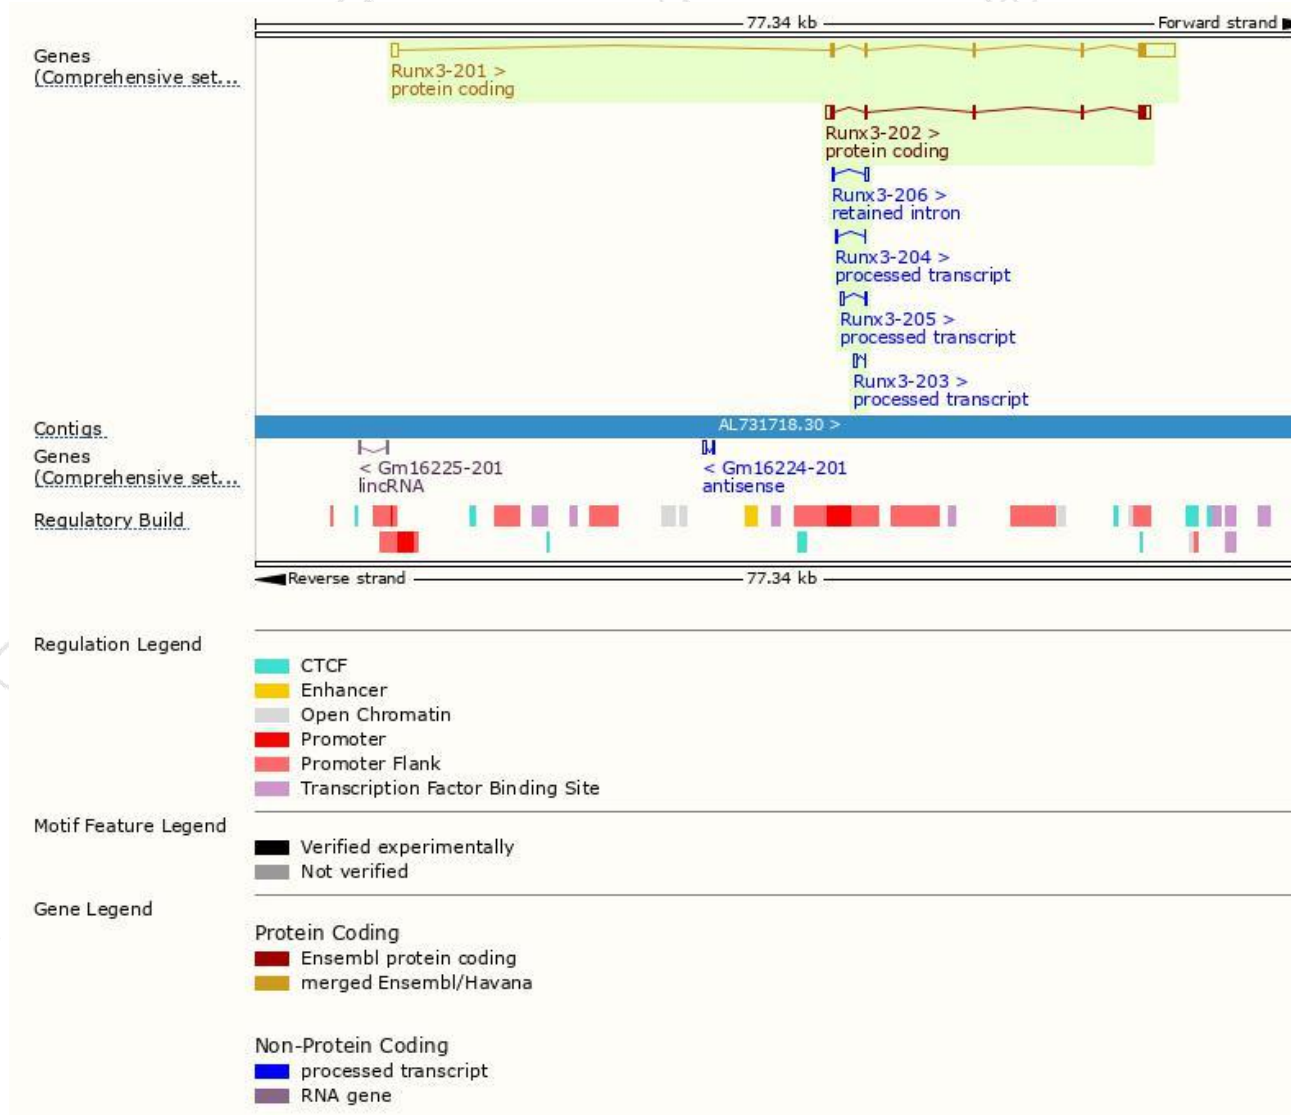 77.34 kb
Forward strand
Genes
(Comprehensive set...
Runx3-201 >
protein coding
Runx3-202 >
protein coding
Runx3-206 >
retained intron
Runx3-204 >
processed transcript
Runx3-205 >
processed transcript
Runx3-203 >
processed transcript
Contigs
AL731718.30 >
Genes
(Comprehensive set...
< Gm16225-201
lincRNA
< Gm16224-201
antisense
Regulatory Build
Reverse strand
77.34 kb
Regulation Legend
CTCF
Enhancer
Open Chromatin
Promoter
Promoter Flank
Transcription Factor Binding Site
Motif Feature Legend
Verified experimentally
Not verified
Gene Legend
Protein Coding
Ensembl protein coding
merged Ensembl/Havana
Non-Protein Coding
processed transcript
RNA gene